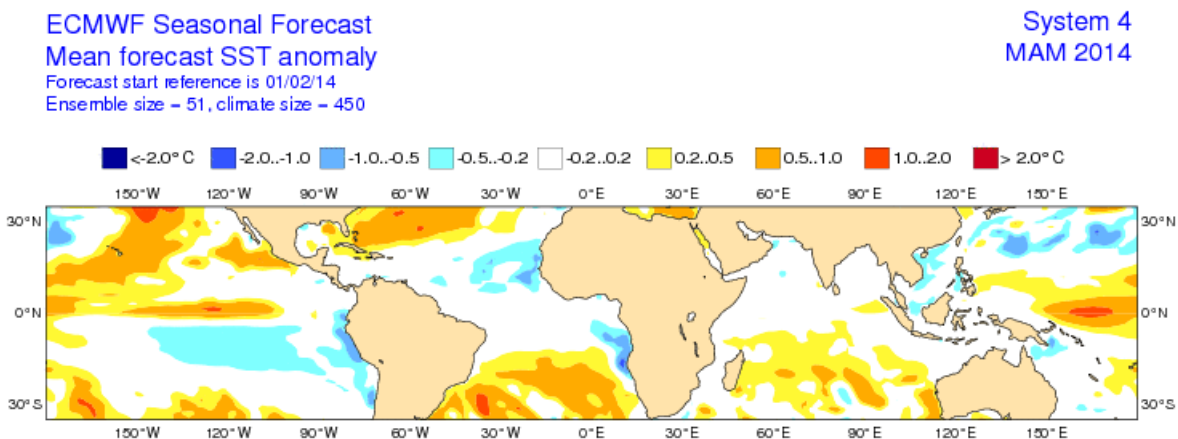 ECMWF Seasonal Forecast
System 4
Mean forecast SST anomaly
MAM 2014
Forecast start reference is 01/02/14
Ensemble size = 51, climate size = 450
<-2.0° C -2.0..-1.0 -1.0..-0.5 -0.5..-0.2 -0.2..0.2 0.2..0.5 0.5..1.0 1.0..2.0 > 2.0° C
150°W 120°W 90°W 60°W 30°W 0°E 30°E 60°E 90°E 120°E 150°E
30°N 30°N
0°N 0°N
30°S 30°S
150°W 120°W 90°W 60°W 30°W 0°E 30°E 60°E 90°E 120°E 150°E